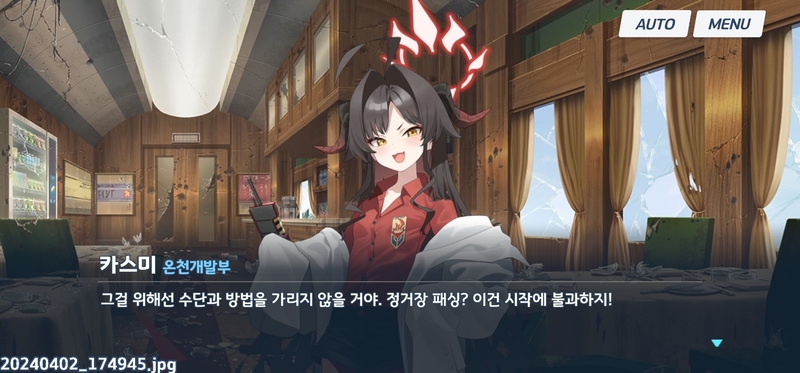 AUTO
MENU
카스미 온천개발부
그걸 위해선 수단과 방법을 가리지 않을 거야. 정거장 패싱? 이건 시작에 불과하지!
20240402_174945.jpg